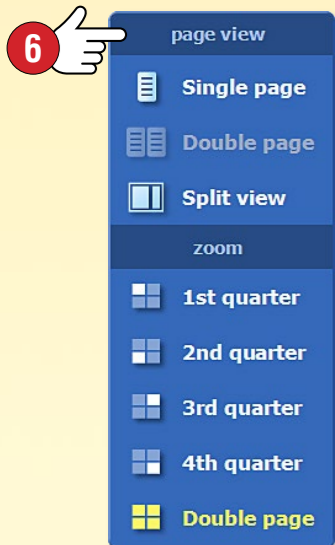 6
page view
Single page
Double page
Split view
zoom
1st quarter
2nd quarter
3rd quarter
4th quarter
Double page